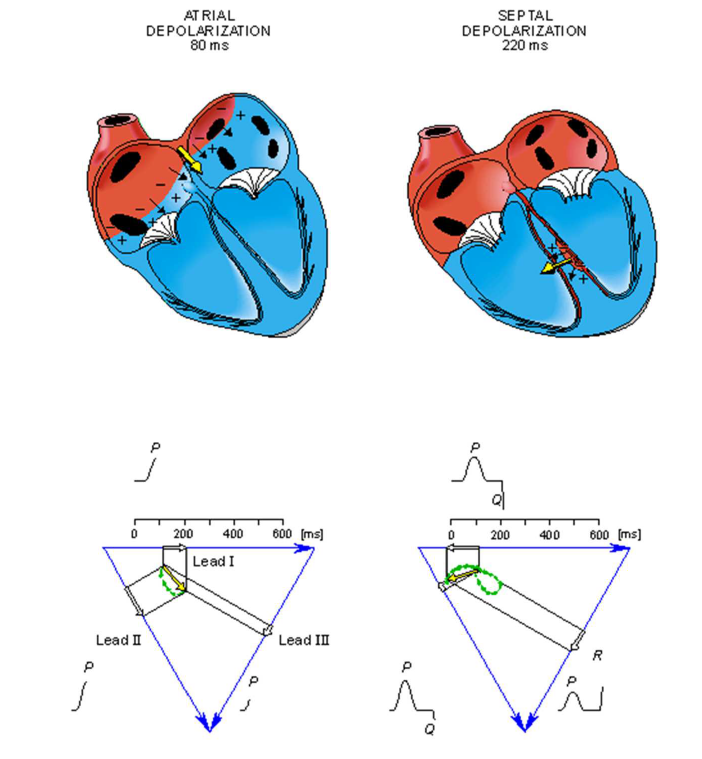 ATRIAL
DEPOLARIZATION
80 ms
SEPTAL
DEPOLARIZATION
220 ms
P
P
Q
0 200 400 600 [ms]
0 200 400 600 [ms]
Lead I
Lead II
Lead III
R
P
P
P
P
Q